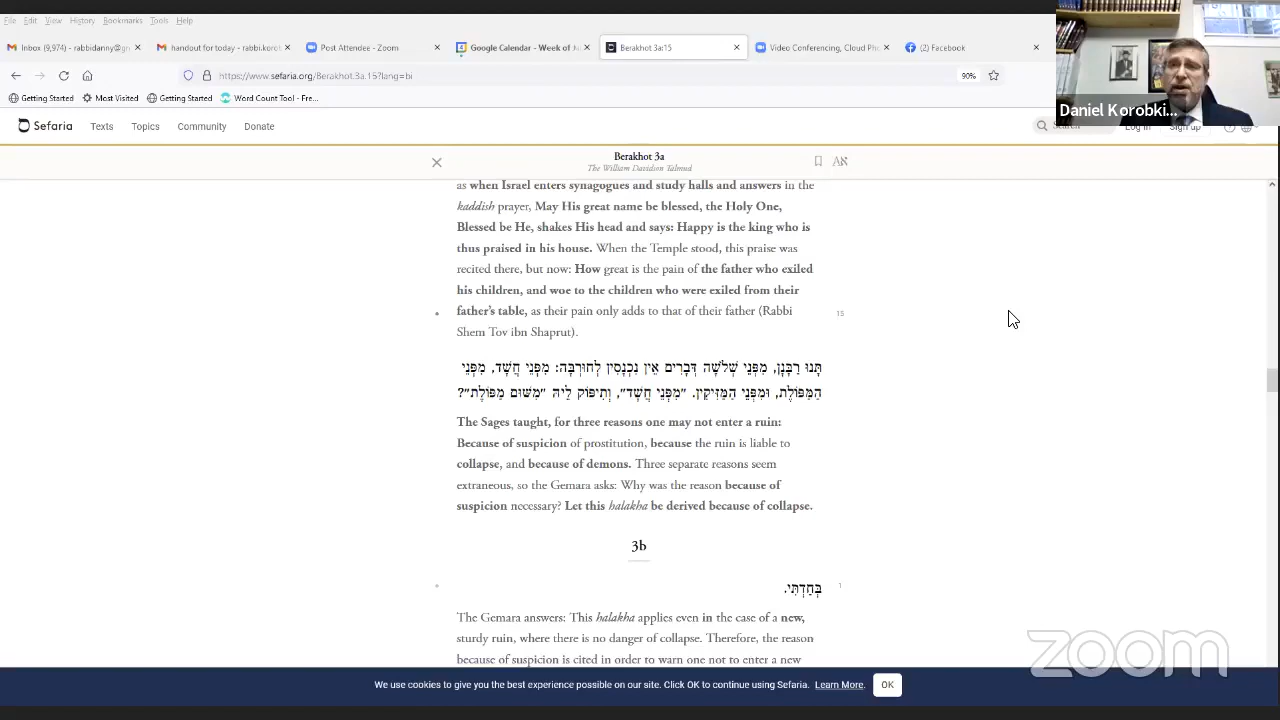 File Edit View History Bookmarks Tools Help
Inbox (9,974) - rabbidanny@gm
handout for today - rabbi.korob
Post Attendee - Zoom
Google Calendar - Week of J
Berakhot 3a:15
Video Conferencing, Cloud Pho
(2) Facebook
https://www.sefaria.org/Berakhot.3a.15?lang=bi
90%
Getting Started Most Visited Getting Started Word Count Tool - Fre...
Daniel Korobki...
Sefaria Texts Topics Community Donate
Search Log in Sign up
Berakhot 3a
The William Davidson Talmud
as when Israel enters synagogues and study halls and answers in the
kaddish prayer, May His great name be blessed, the Holy One,
Blessed be He, shakes His head and says: Happy is the king who is
thus praised in his house. When the Temple stood, this praise was
recited there, but now: How great is the pain of the father who exiled
his children, and woe to the children who were exiled from their
father's table, as their pain only adds to that of their father (Rabbi
Shem Tov ibn Shaprut).
15
תָּנוּ רַבָּנַן, מִפְּנֵי שְׁלֹשָׁה דְּבָרִים אֵין נִכְנָסִין לְחוּרְבָּה: מִפְּנֵי חֲשָׁד, מִפְּנֵי
הַמַּפּוֹלֶת, וּמִפְּנֵי הַמַּזִּיקִין. ״מִפְּנֵי חֲשָׁד״, וְתִיפּוֹק לֵיהּ ״מִשּׁוּם מַפּוֹלֶת״?
The Sages taught, for three reasons one may not enter a ruin:
Because of suspicion of prostitution, because the ruin is liable to
collapse, and because of demons. Three separate reasons seem
extraneous, so the Gemara asks: Why was the reason because of
suspicion necessary? Let this halakha be derived because of collapse.
3b
1
בְּחַדְתִּי.
The Gemara answers: This halakha applies even in the case of a new,
sturdy ruin, where there is no danger of collapse. Therefore, the reason
because of suspicion is cited in order to warn one not to enter a new
zoom
We use cookies to give you the best experience possible on our site. Click OK to continue using Sefaria. Learn More. OK